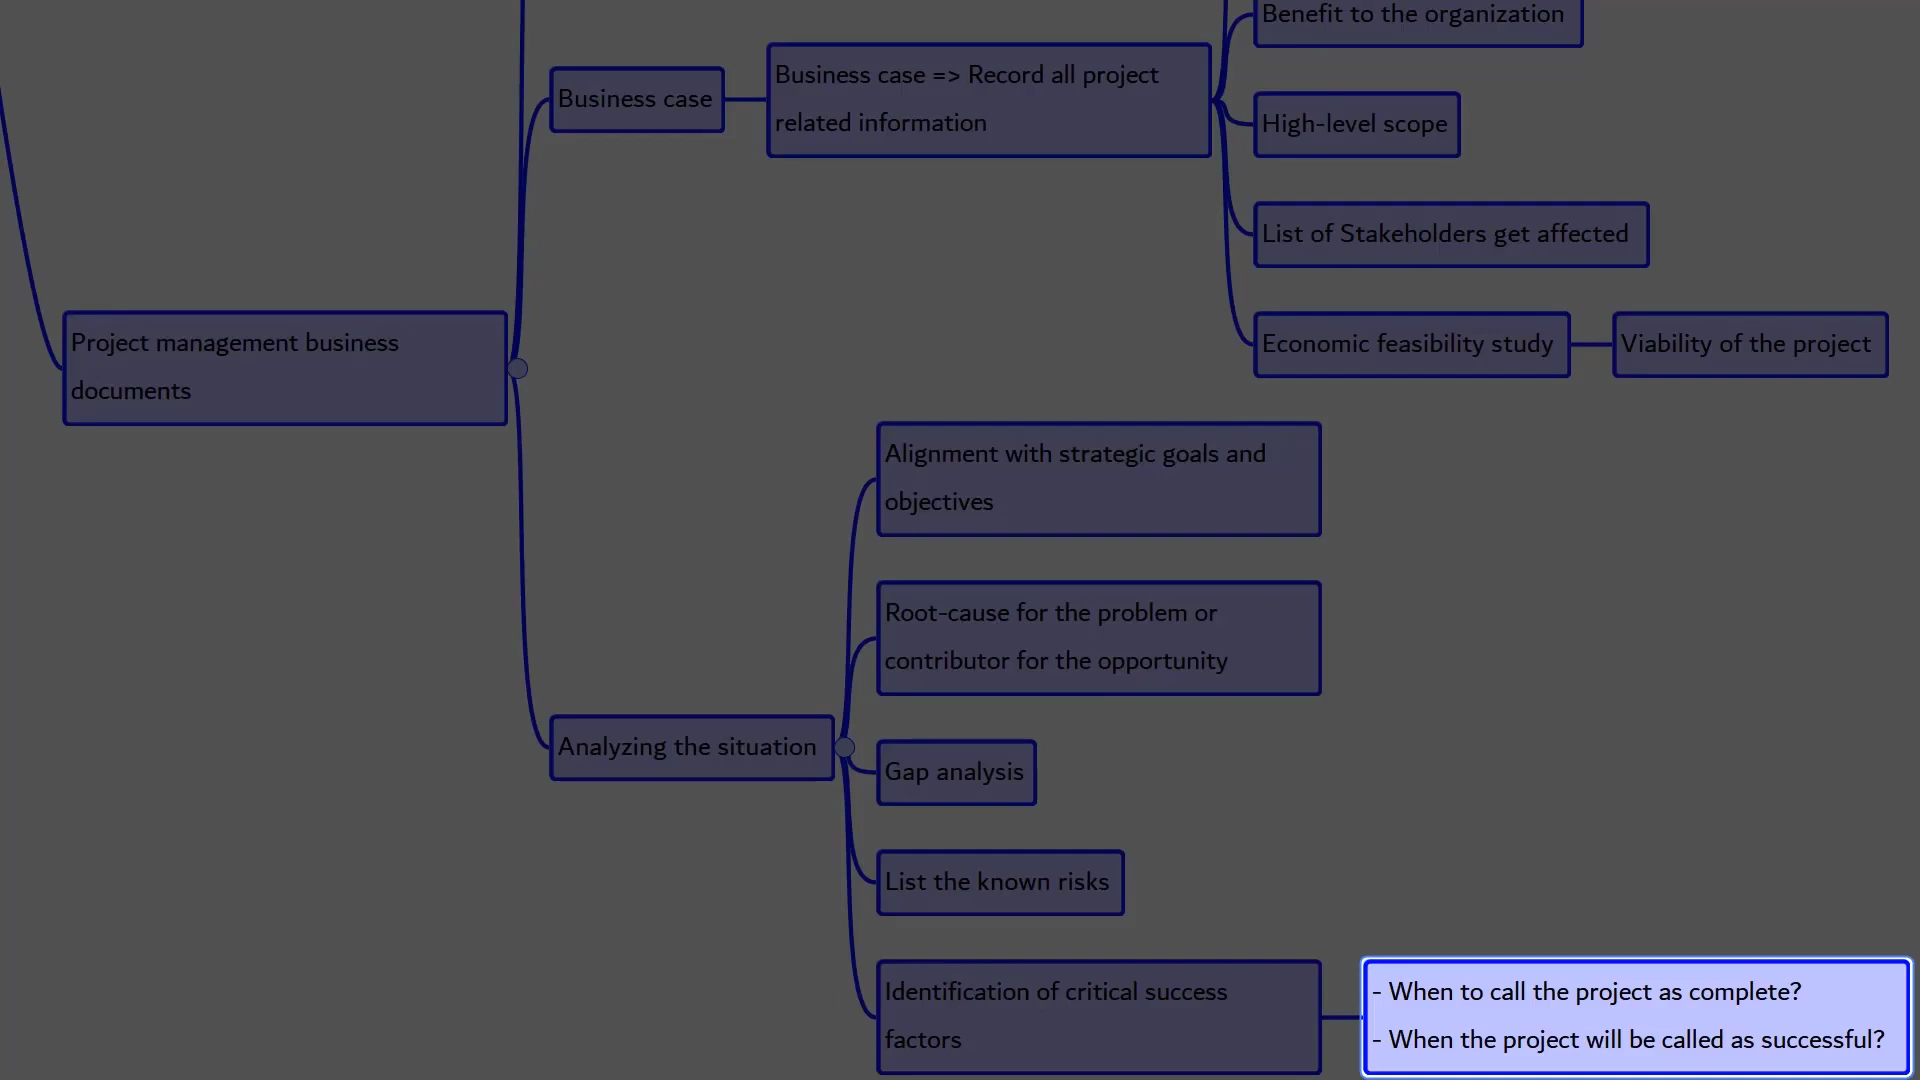 Benefit to the organization
Business case
Business case => Record all project
related information
High-level scope
List of Stakeholders get affected
Economic feasibility study
Viability of the project
Project management business
documents
Alignment with strategic goals and
objectives
Root-cause for the problem or
contributor for the opportunity
Analyzing the situation
Gap analysis
List the known risks
Identification of critical success
factors
- When to call the project as complete?
- When the project will be called as successful?